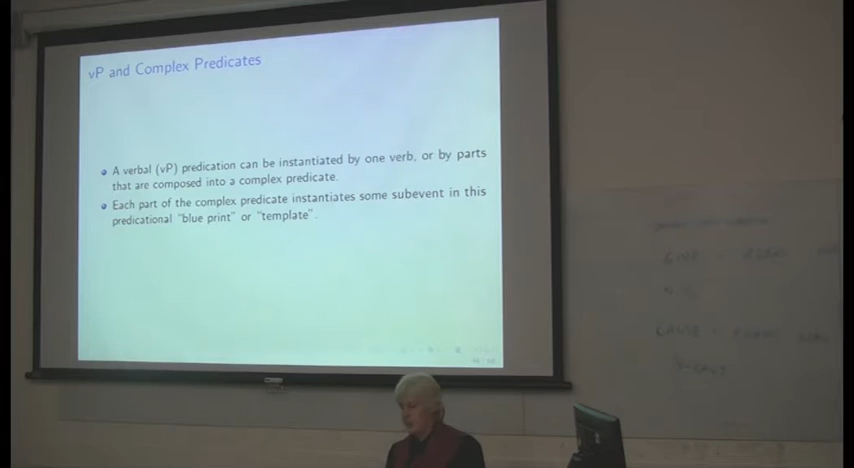 vP and Complex Predicates
A verbal (vP) predication can be instantiated by one verb, or by parts
that are composed into a complex predicate.
Each part of the complex predicate instantiates some subevent in this
predicational "blue print" or "template".